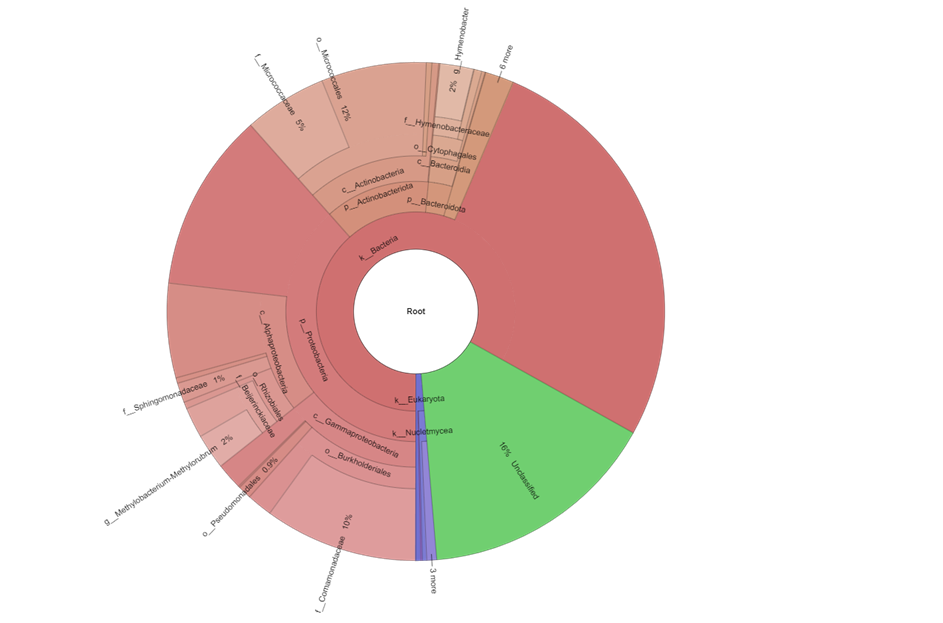 g__Hymenobacter
2%
6 more
o__Micrococcales
12%
f__Micrococcaceae
5%
f__Hymenobacteraceae
o__Cytophagales
c__Bacteroidia
c__Actinobacteria
p__Actinobacteriota
p__Bacteroidota
k__Bacteria
Root
p__Proteobacteria
c__Alphaproteobacteria
o__Rhizobiales
f__Beijerinckiaceae
f__Sphingomonadaceae 1%
g__Methylobacterium-Methylorubrum 2%
k__Eukaryota
k__Nucletmycea
c__Gammaproteobacteria
o__Burkholderiales
o__Pseudomonadales 0.9%
f__Comamonadaceae 10%
16% Unclassified
3 more